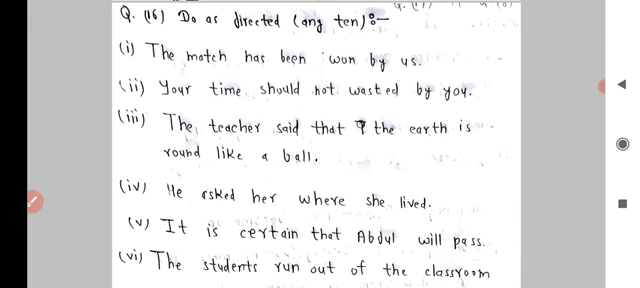 Q. (16) Do as directed (any ten):-
(i) The match has been won by us.
(ii) Your time should not wasted by you.
(iii) The teacher said that the earth is
round like a ball.
(iv) He asked her where she lived.
(v) It is certain that Abdul will pass.
(vi) The students run out of the classroom